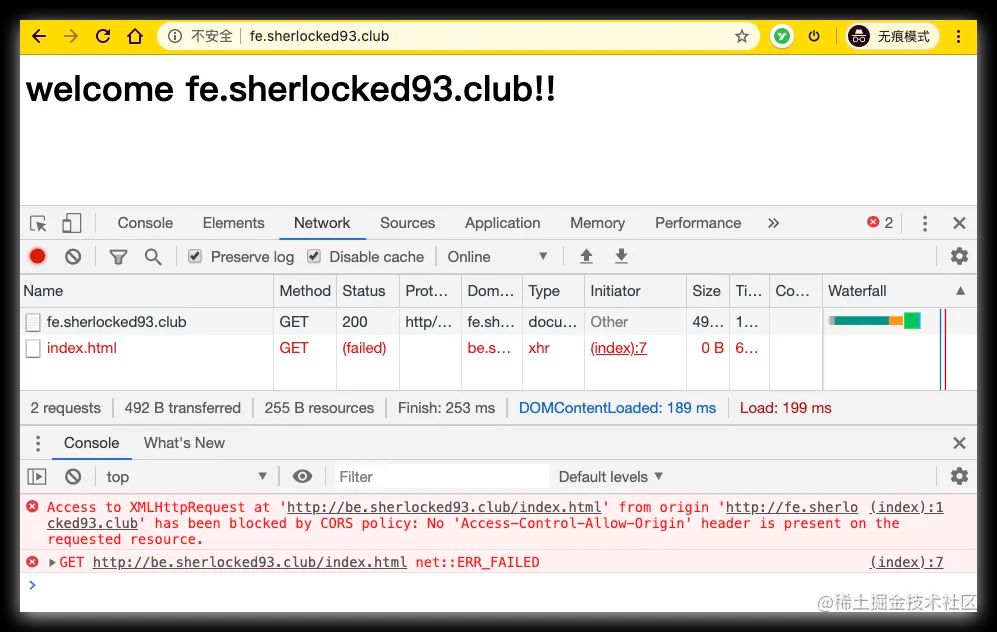 不安全 fe.sherlocked93.club 无痕模式
welcome fe.sherlocked93.club!!
Console Elements Network Sources Application Memory Performance 2
Preserve log Disable cache Online
Name Method Status Prot… Dom… Type Initiator Size Ti… Co… Waterfall
fe.sherlocked93.club GET 200 http/… fe.sh… docu… Other 49… 1…
index.html GET (failed) be.s… xhr (index):7 0 B 6…
2 requests 492 B transferred 255 B resources Finish: 253 ms DOMContentLoaded: 189 ms Load: 199 ms
Console What's New
top Filter Default levels
Access to XMLHttpRequest at 'http://be.sherlocked93.club/index.html' from origin 'http://fe.sherlo (index):1
cked93.club' has been blocked by CORS policy: No 'Access-Control-Allow-Origin' header is present on the
requested resource.
GET http://be.sherlocked93.club/index.html net::ERR_FAILED (index):7
@稀土掘金技术社区